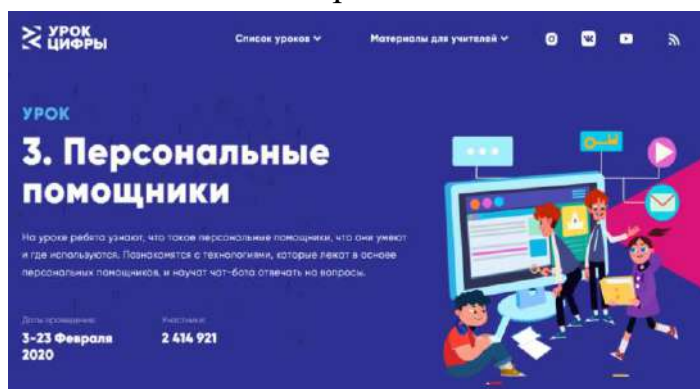 УРОК
ЦИФРЫ
Список уроков
Материалы для учителей
УРОК
3. Персональные
помощники
На уроке ребята узнают, что такое персональные помощники, что они умеют
и где используются. Познакомятся с технологиями, которые лежат в основе
персональных помощников, и научат чат-бота отвечать на вопросы.
Даты проведения:
Участники:
3-23 Февраля
2020
2 414 921